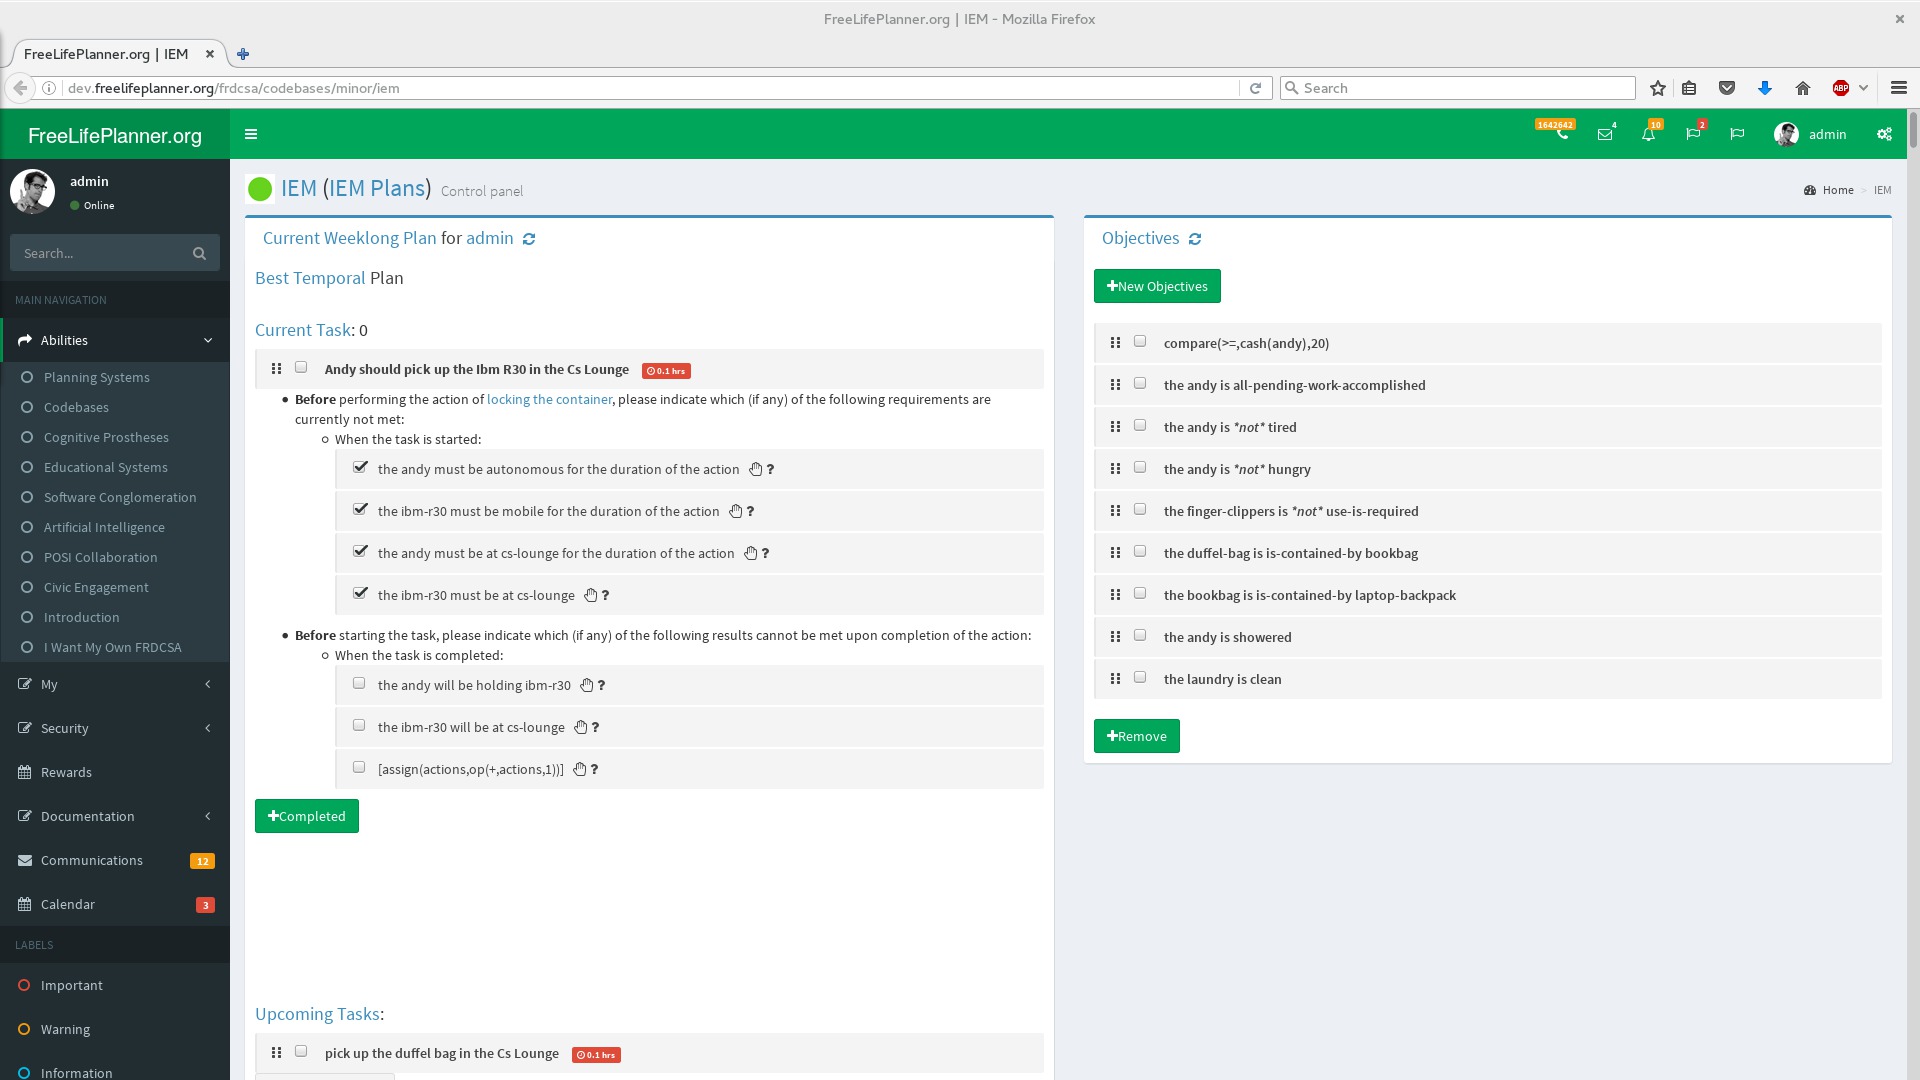 FreeLifePlanner.org | IEM - Mozilla Firefox
FreeLifePlanner.org | IEM
dev.freelifeplanner.org/frdcsa/codebases/minor/iem
Search
ABP
FreeLifePlanner.org
1642642
4
10
2
admin
admin
Online
Search...
MAIN NAVIGATION
Abilities
Planning Systems
Codebases
Cognitive Prostheses
Educational Systems
Software Conglomeration
Artificial Intelligence
POSI Collaboration
Civic Engagement
Introduction
I Want My Own FRDCSA
My
Security
Rewards
Documentation
Communications 12
Calendar 3
LABELS
Important
Warning
Information
IEM (IEM Plans) Control panel
Home > IEM
Current Weeklong Plan for admin
Best Temporal Plan
Current Task: 0
Andy should pick up the Ibm R30 in the Cs Lounge 0.1 hrs
Before performing the action of locking the container, please indicate which (if any) of the following requirements are
currently not met:
When the task is started:
the andy must be autonomous for the duration of the action ?
the ibm-r30 must be mobile for the duration of the action ?
the andy must be at cs-lounge for the duration of the action ?
the ibm-r30 must be at cs-lounge ?
Before starting the task, please indicate which (if any) of the following results cannot be met upon completion of the action:
When the task is completed:
the andy will be holding ibm-r30 ?
the ibm-r30 will be at cs-lounge ?
[assign(actions,op(+,actions,1))] ?
Completed
Upcoming Tasks:
pick up the duffel bag in the Cs Lounge 0.1 hrs
Objectives
New Objectives
compare(>=,cash(andy),20)
the andy is all-pending-work-accomplished
the andy is *not* tired
the andy is *not* hungry
the finger-clippers is *not* use-is-required
the duffel-bag is is-contained-by bookbag
the bookbag is is-contained-by laptop-backpack
the andy is showered
the laundry is clean
Remove